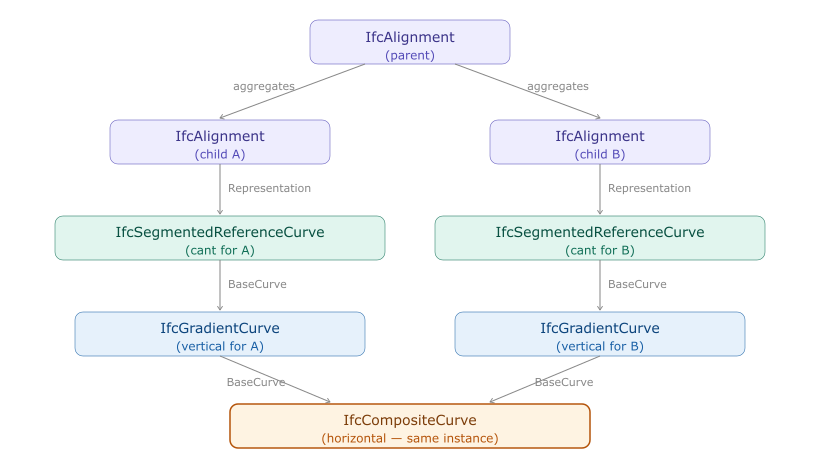 IfcAlignment
(parent)
aggregates
aggregates
IfcAlignment
(child A)
IfcAlignment
(child B)
Representation
Representation
IfcSegmentedReferenceCurve
(cant for A)
IfcSegmentedReferenceCurve
(cant for B)
BaseCurve
BaseCurve
IfcGradientCurve
(vertical for A)
IfcGradientCurve
(vertical for B)
BaseCurve
BaseCurve
IfcCompositeCurve
(horizontal — same instance)